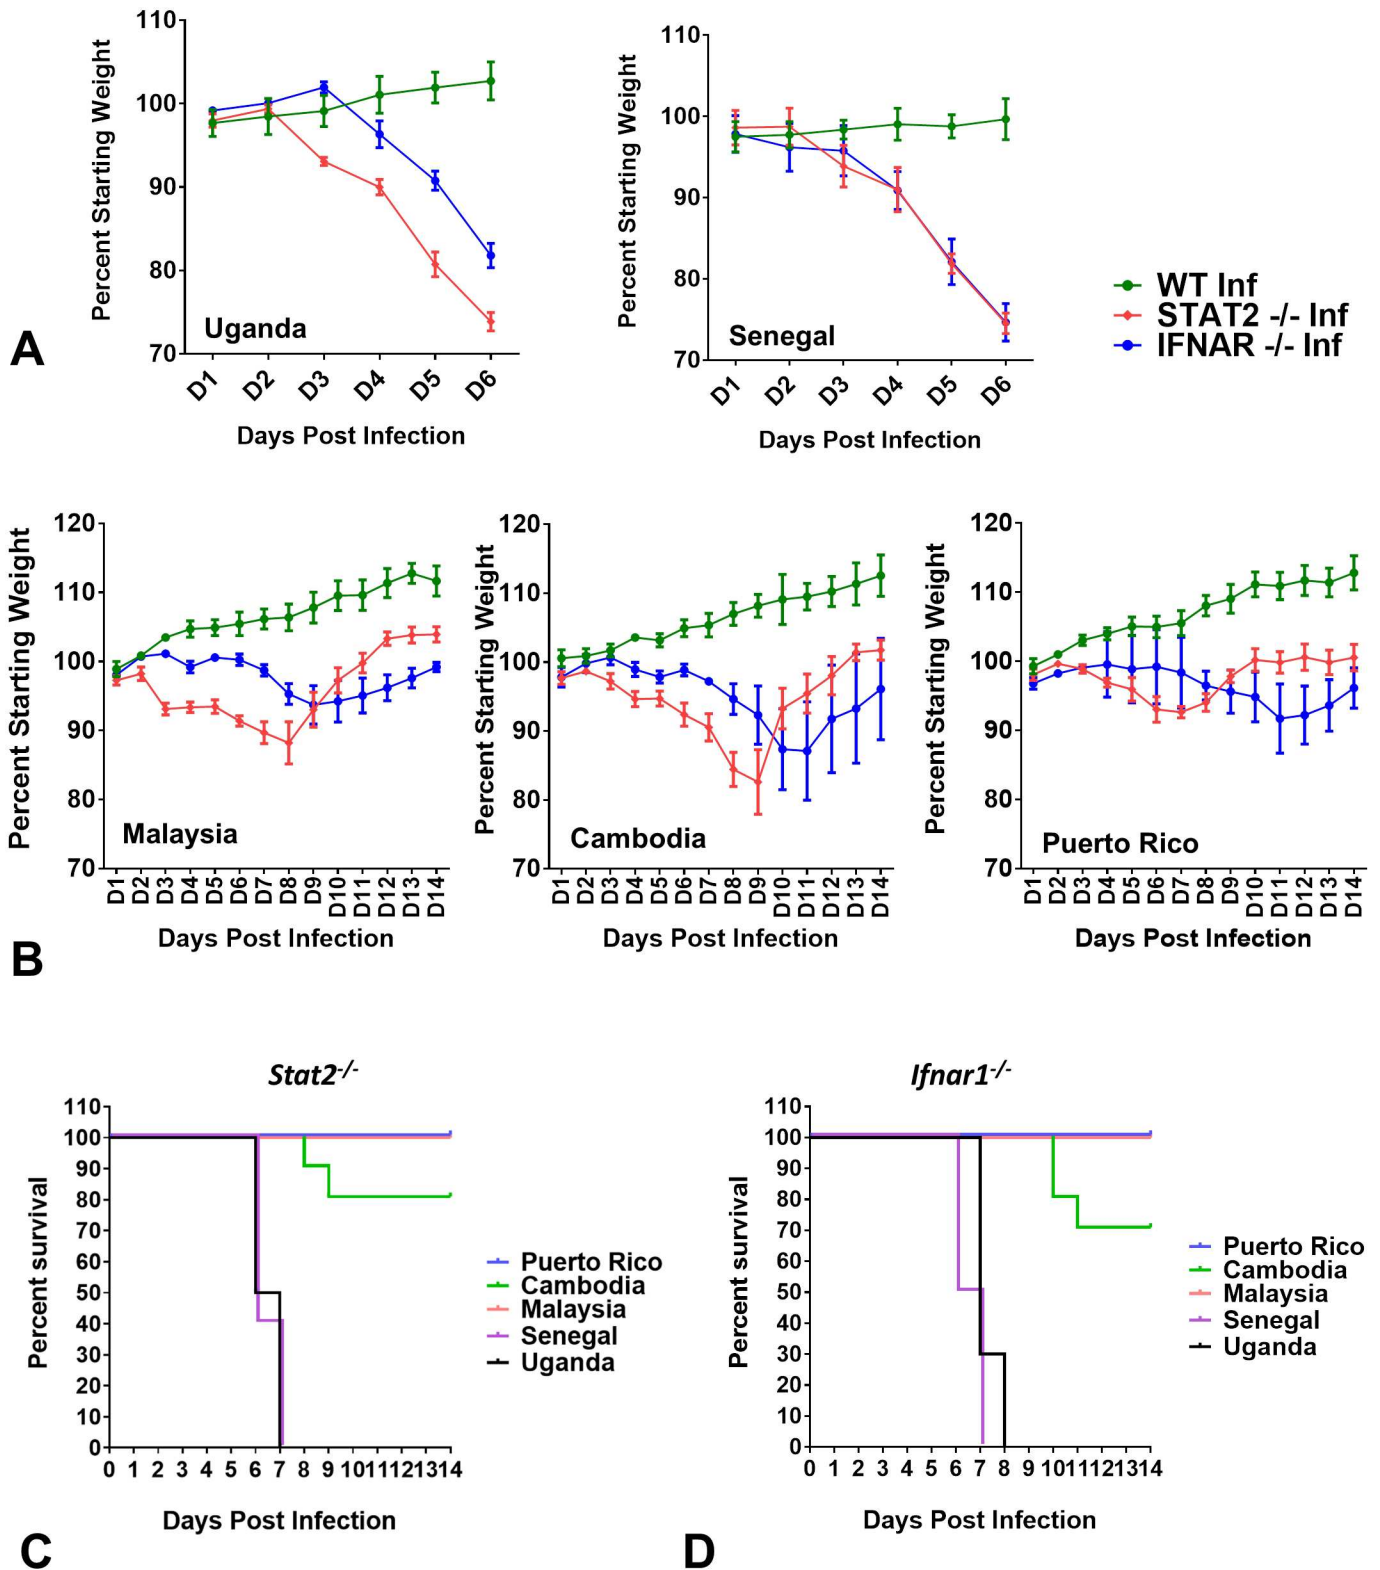 110
100
90
80
70
Percent Starting Weight
Uganda
D1 D2 D3 D4 D5 D6
Days Post Infection
A
110
100
90
80
70
Percent Starting Weight
Senegal
D1 D2 D3 D4 D5 D6
Days Post Infection
WT Inf
STAT2 -/- Inf
IFNAR -/- Inf
120
110
100
90
80
70
Percent Starting Weight
Malaysia
D1 D2 D3 D4 D5 D6 D7 D8 D9 D10 D11 D12 D13 D14
Days Post Infection
B
120
110
100
90
80
70
Percent Starting Weight
Cambodia
D1 D2 D3 D4 D5 D6 D7 D8 D9 D10 D11 D12 D13 D14
Days Post Infection
120
110
100
90
80
70
Percent Starting Weight
Puerto Rico
D1 D2 D3 D4 D5 D6 D7 D8 D9 D10 D11 D12 D13 D14
Days Post Infection
Stat2-/-
110
100
90
80
70
60
50
40
30
20
10
0
Percent survival
0 1 2 3 4 5 6 7 8 9 10 11 12 13 14
Days Post Infection
Puerto Rico
Cambodia
Malaysia
Senegal
Uganda
C
Ifnar1-/-
110
100
90
80
70
60
50
40
30
20
10
0
Percent survival
0 1 2 3 4 5 6 7 8 9 10 11 12 13 14
Days Post Infection
Puerto Rico
Cambodia
Malaysia
Senegal
Uganda
D